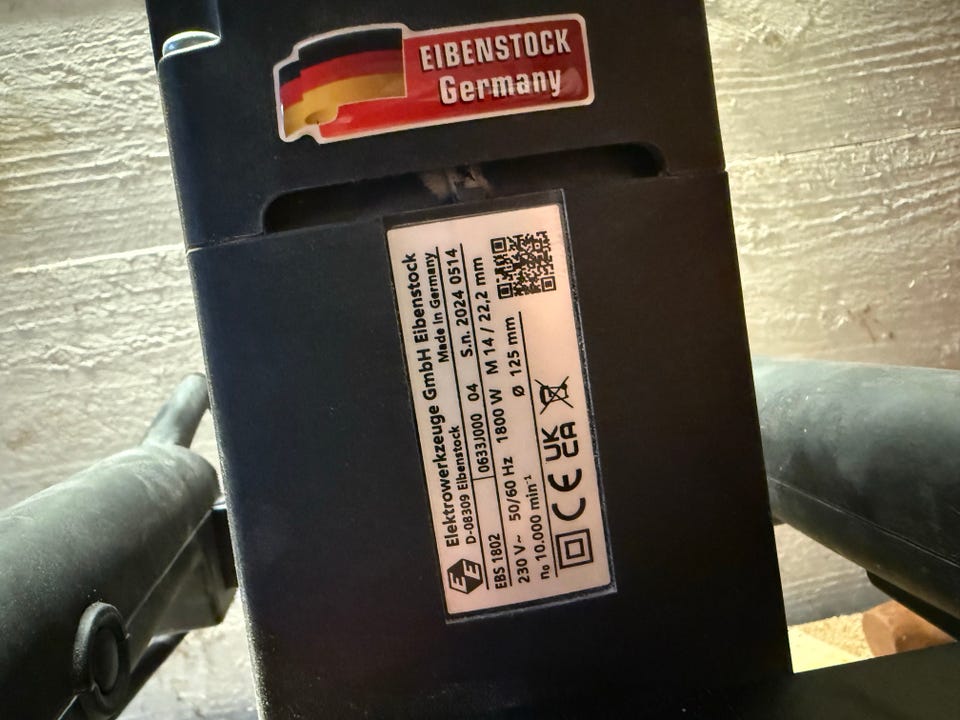 EIBENSTOCK
Germany
Elektrowerkzeuge GmbH Eibenstock
D-08309 Eibenstock Made in Germany
0633J000 04 S.n. 2024 0514
EBS 1802
230 V~ 50/60 Hz 1800 W M 14 / 22,2 mm
n₀ 10.000 min⁻¹ Ø 125 mm
CE UK CA